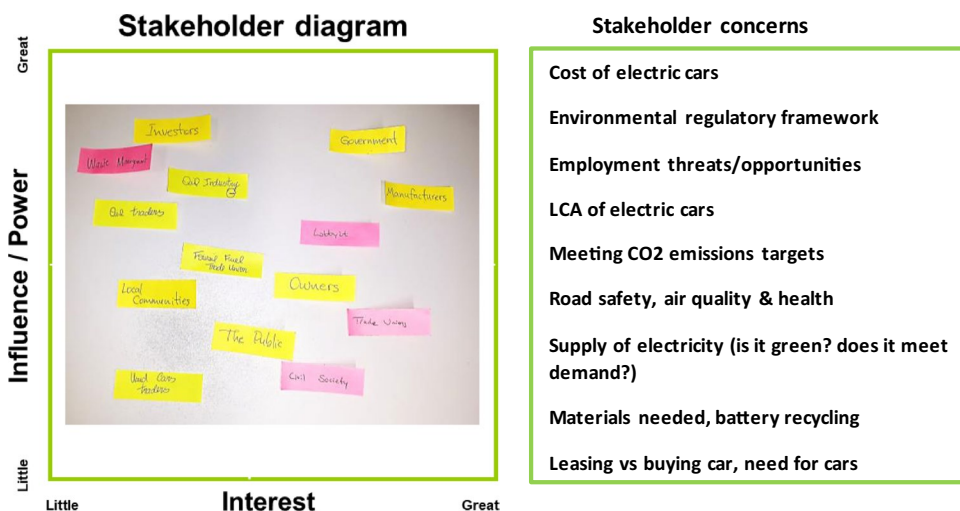 Stakeholder diagram
Great
Influence / Power
Little
Investors
Government
Oil Industry
Manufacturers
Oil traders
Fossil Fuel
Trade Union
Local
Communities
Owners
Trade Unions
The Public
Civil Society
Used Cars
traders
Little
Interest
Great
Stakeholder concerns
Cost of electric cars
Environmental regulatory framework
Employment threats/opportunities
LCA of electric cars
Meeting CO2 emissions targets
Road safety, air quality & health
Supply of electricity (is it green? does it meet
demand?)
Materials needed, battery recycling
Leasing vs buying car, need for cars